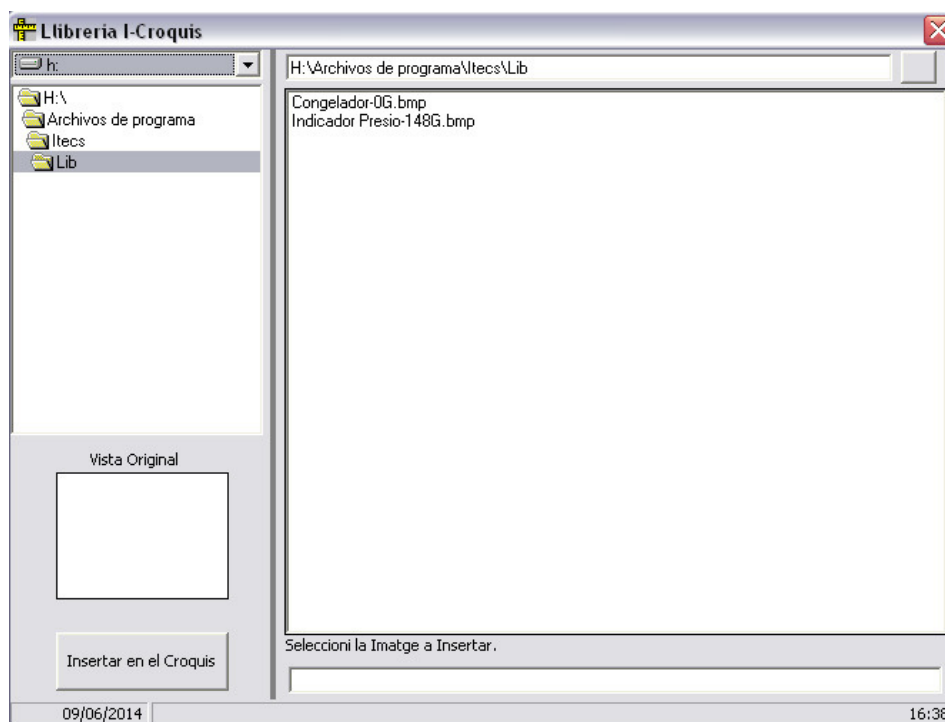 Llibreria I-Croquis
h:
H:\
Archivos de programa
Itecs
Lib
Vista Original
Insertar en el Croquis
H:\Archivos de programa\Itecs\Lib
Congelador-0G.bmp
Indicador Presio-148G.bmp
Seleccioni la Imatge a Insertar.
09/06/2014
16:38